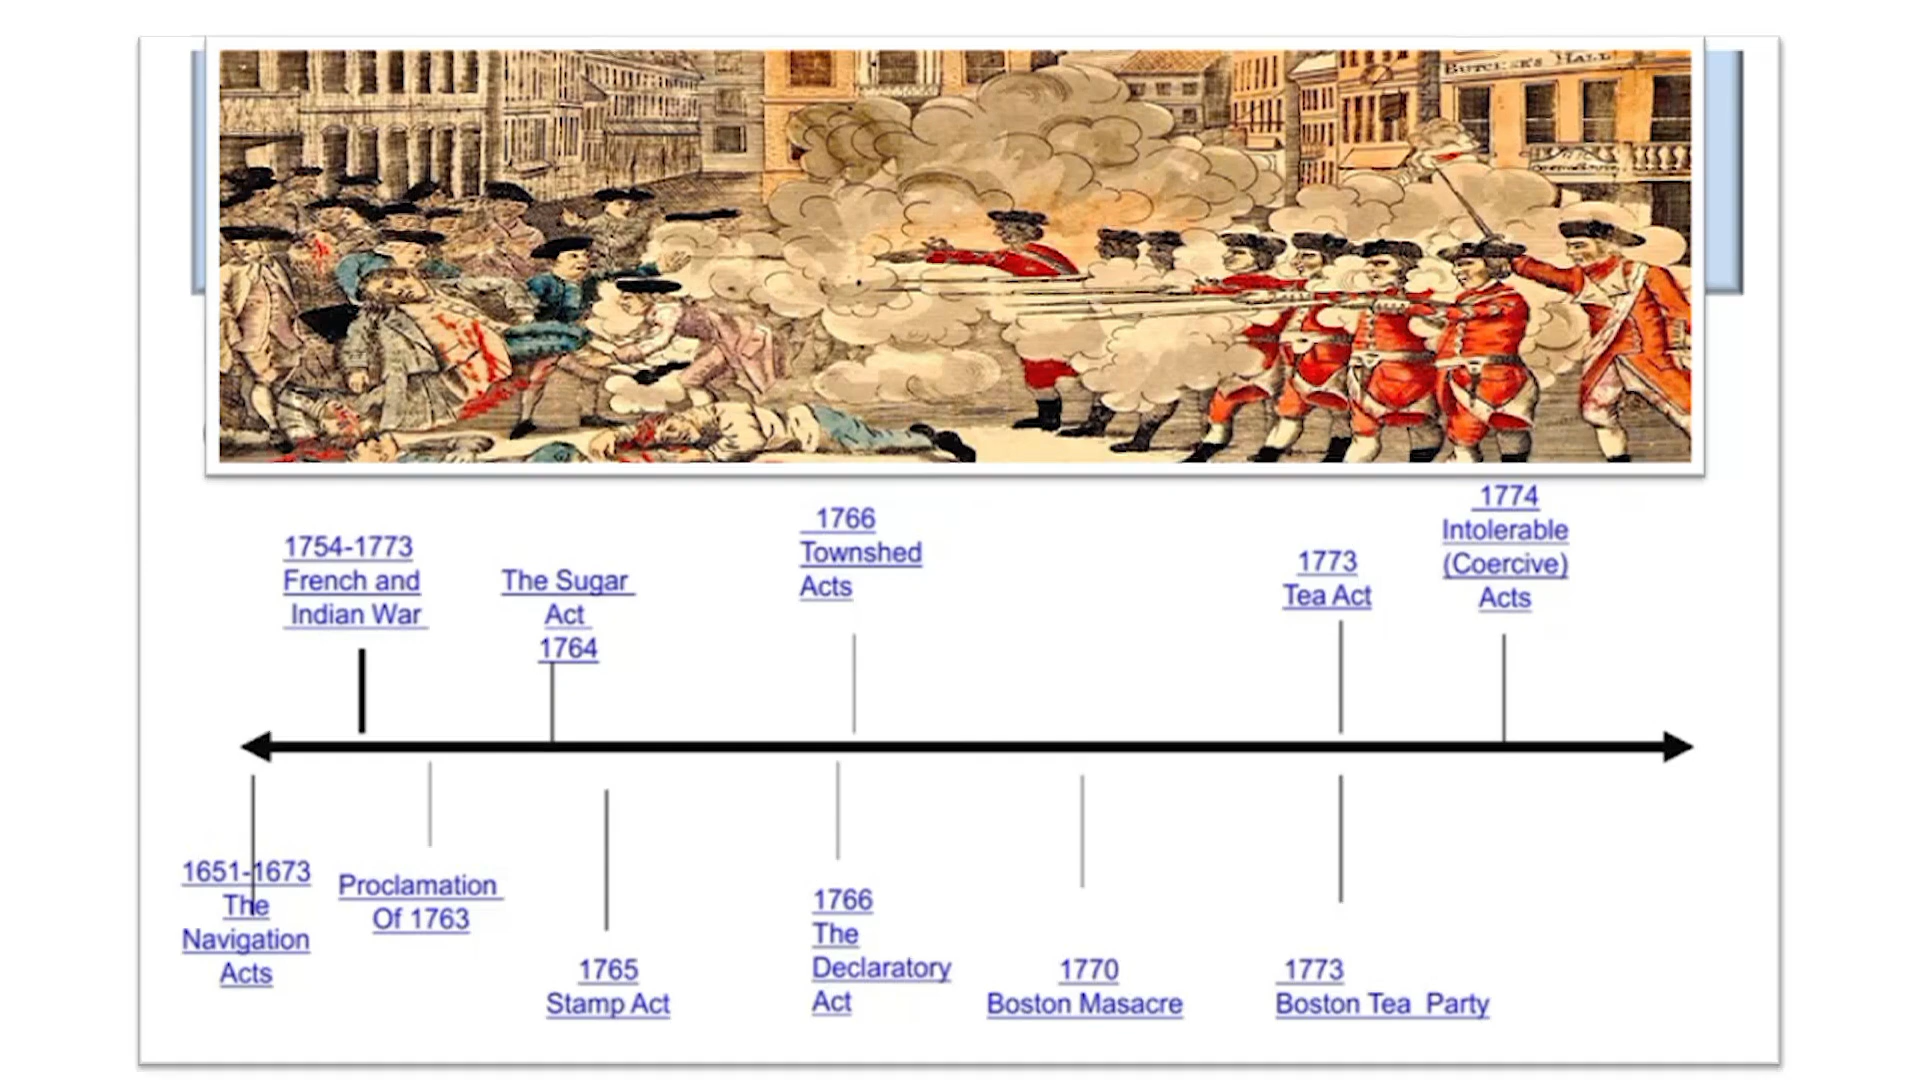 BUTCHER'S HALL
1754-1773
French and
Indian War
The Sugar
Act
1764
1766
Townshed
Acts
1773
Tea Act
1774
Intolerable
(Coercive)
Acts
1651-1673
The
Navigation
Acts
Proclamation
Of 1763
1765
Stamp Act
1766
The
Declaratory
Act
1770
Boston Masacre
1773
Boston Tea Party